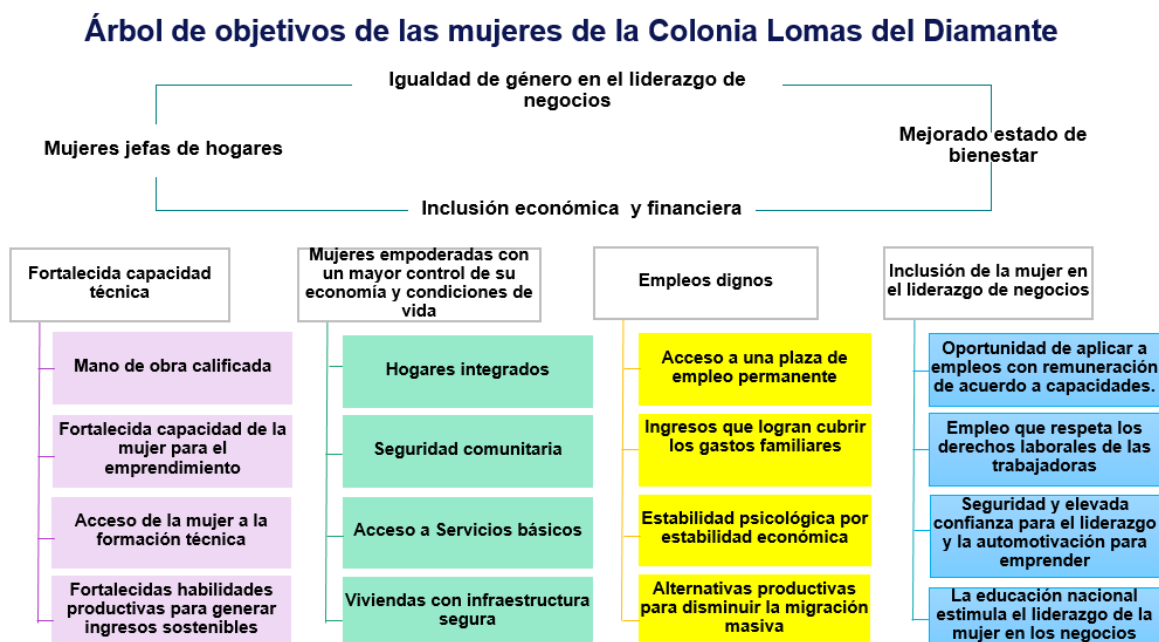 Árbol de objetivos de las mujeres de la Colonia Lomas del Diamante
Igualdad de género en el liderazgo de
negocios
Mujeres jefas de hogares
Mejorado estado de
bienestar
Inclusión económica y financiera
Fortalecida capacidad
técnica
Mano de obra calificada
Fortalecida capacidad de la
mujer para el
emprendimiento
Acceso de la mujer a la
formación técnica
Fortalecidas habilidades
productivas para generar
ingresos sostenibles
Mujeres empoderadas con
un mayor control de su
economía y condiciones de
vida
Hogares integrados
Seguridad comunitaria
Acceso a Servicios básicos
Viviendas con infraestructura
segura
Empleos dignos
Acceso a una plaza de
empleo permanente
Ingresos que logran cubrir
los gastos familiares
Estabilidad psicológica por
estabilidad económica
Alternativas productivas
para disminuir la migración
masiva
Inclusión de la mujer en
el liderazgo de negocios
Oportunidad de aplicar a
empleos con remuneración
de acuerdo a capacidades.
Empleo que respeta los
derechos laborales de las
trabajadoras
Seguridad y elevada
confianza para el liderazgo
y la automotivación para
emprender
La educación nacional
estimula el liderazgo de la
mujer en los negocios